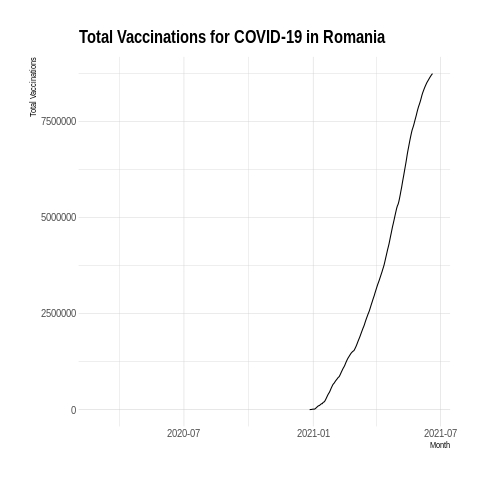 Total Vaccinations for COVID-19 in Romania
Total Vaccinations
7500000
5000000
2500000
0
2020-07
2021-01
2021-07
Month